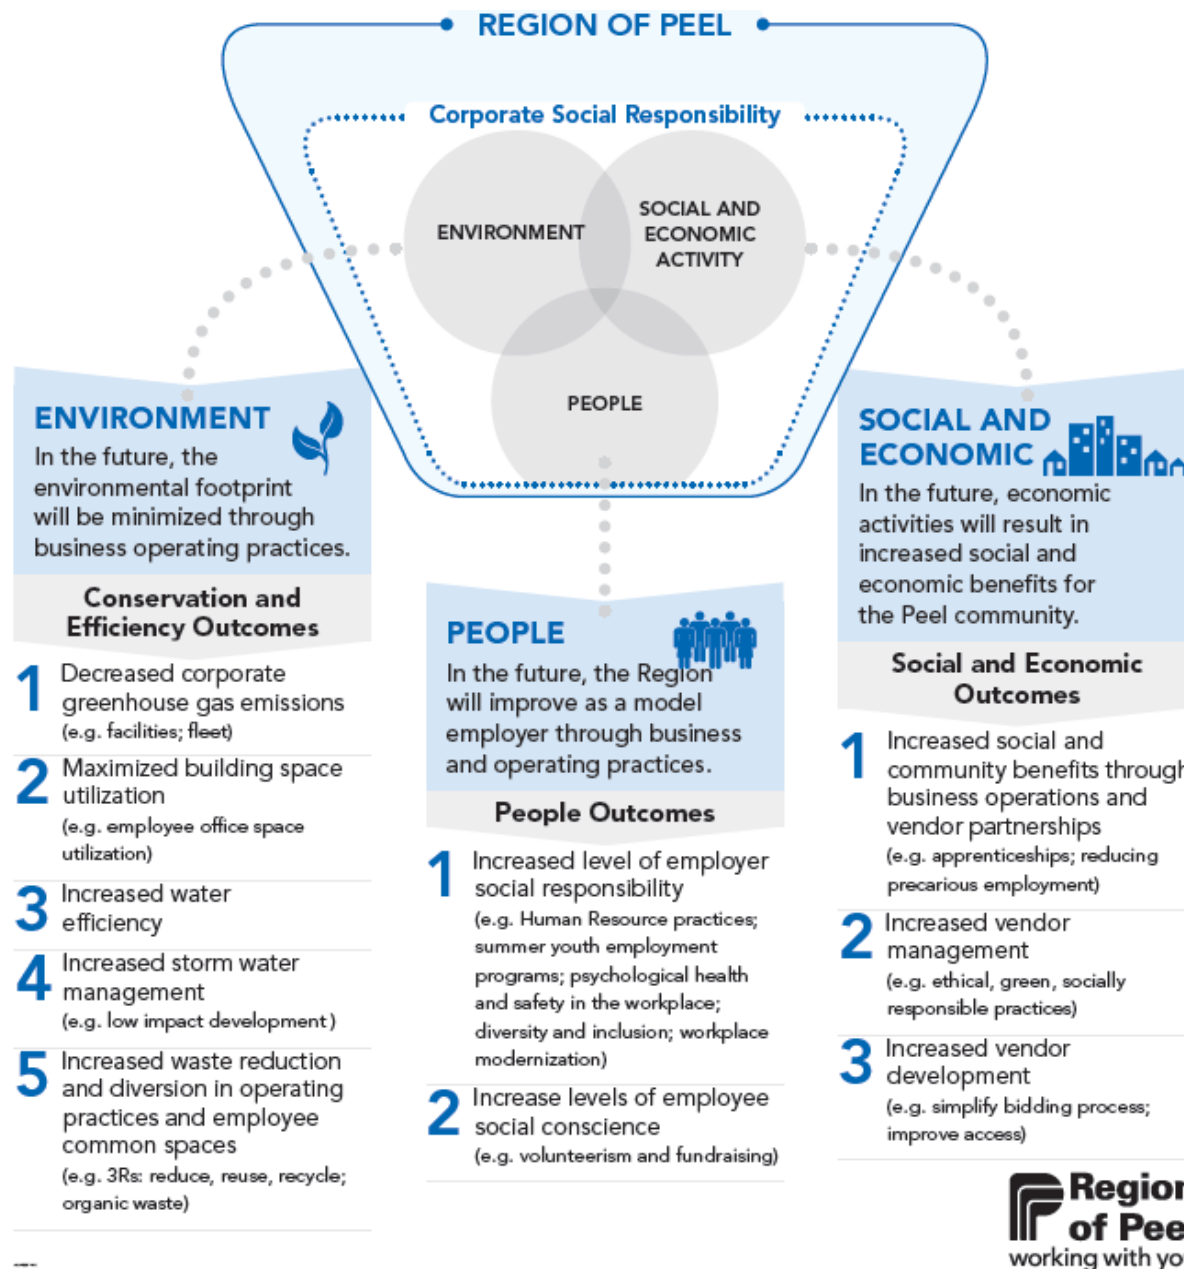 REGION OF PEEL
Corporate Social Responsibility
ENVIRONMENT
SOCIAL AND
ECONOMIC
ACTIVITY
PEOPLE
ENVIRONMENT
In the future, the
environmental footprint
will be minimized through
business operating practices.
Conservation and
Efficiency Outcomes
1 Decreased corporate
greenhouse gas emissions
(e.g. facilities; fleet)
2 Maximized building space
utilization
(e.g. employee office space
utilization)
3 Increased water
efficiency
4 Increased storm water
management
(e.g. low impact development )
5 Increased waste reduction
and diversion in operating
practices and employee
common spaces
(e.g. 3Rs: reduce, reuse, recycle;
organic waste)
PEOPLE
In the future, the Region
will improve as a model
employer through business
and operating practices.
People Outcomes
1 Increased level of employer
social responsibility
(e.g. Human Resource practices;
summer youth employment
programs; psychological health
and safety in the workplace;
diversity and inclusion; workplace
modernization)
2 Increase levels of employee
social conscience
(e.g. volunteerism and fundraising)
SOCIAL AND
ECONOMIC
In the future, economic
activities will result in
increased social and
economic benefits for
the Peel community.
Social and Economic
Outcomes
1 Increased social and
community benefits through
business operations and
vendor partnerships
(e.g. apprenticeships; reducing
precarious employment)
2 Increased vendor
management
(e.g. ethical, green, socially
responsible practices)
3 Increased vendor
development
(e.g. simplify bidding process;
improve access)
Region
of Peel
working with you